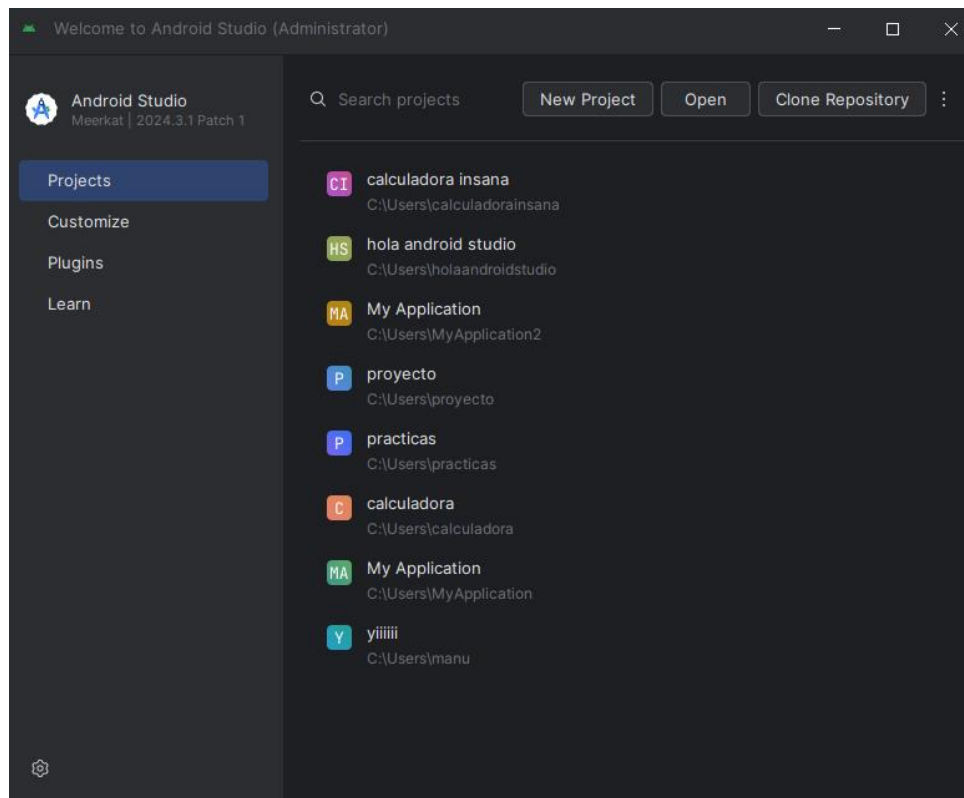 Welcome to Android Studio (Administrator)
Android Studio
Meerkat | 2024.3.1 Patch 1
Projects
Customize
Plugins
Learn
Search projects
New Project
Open
Clone Repository
CI
calculadora insana
C:\Users\calculadorainsana
HS
hola android studio
C:\Users\holaandroidstudio
MA
My Application
C:\Users\MyApplication2
P
proyecto
C:\Users\proyecto
P
practicas
C:\Users\practicas
C
calculadora
C:\Users\calculadora
MA
My Application
C:\Users\MyApplication
Y
yiiiiii
C:\Users\manu